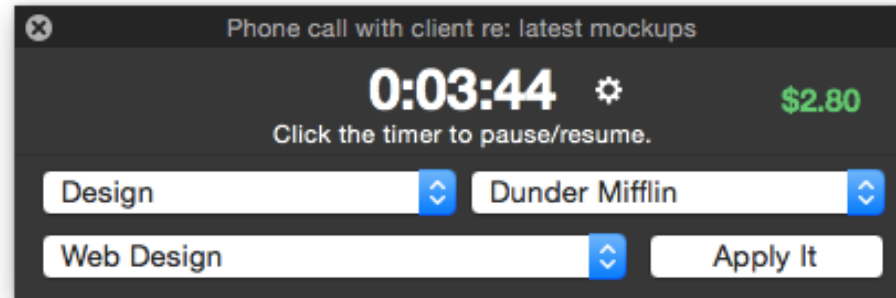 Phone call with client re: latest mockups
0:03:44
$2.80
Click the timer to pause/resume.
Design
Dunder Mifflin
Web Design
Apply It